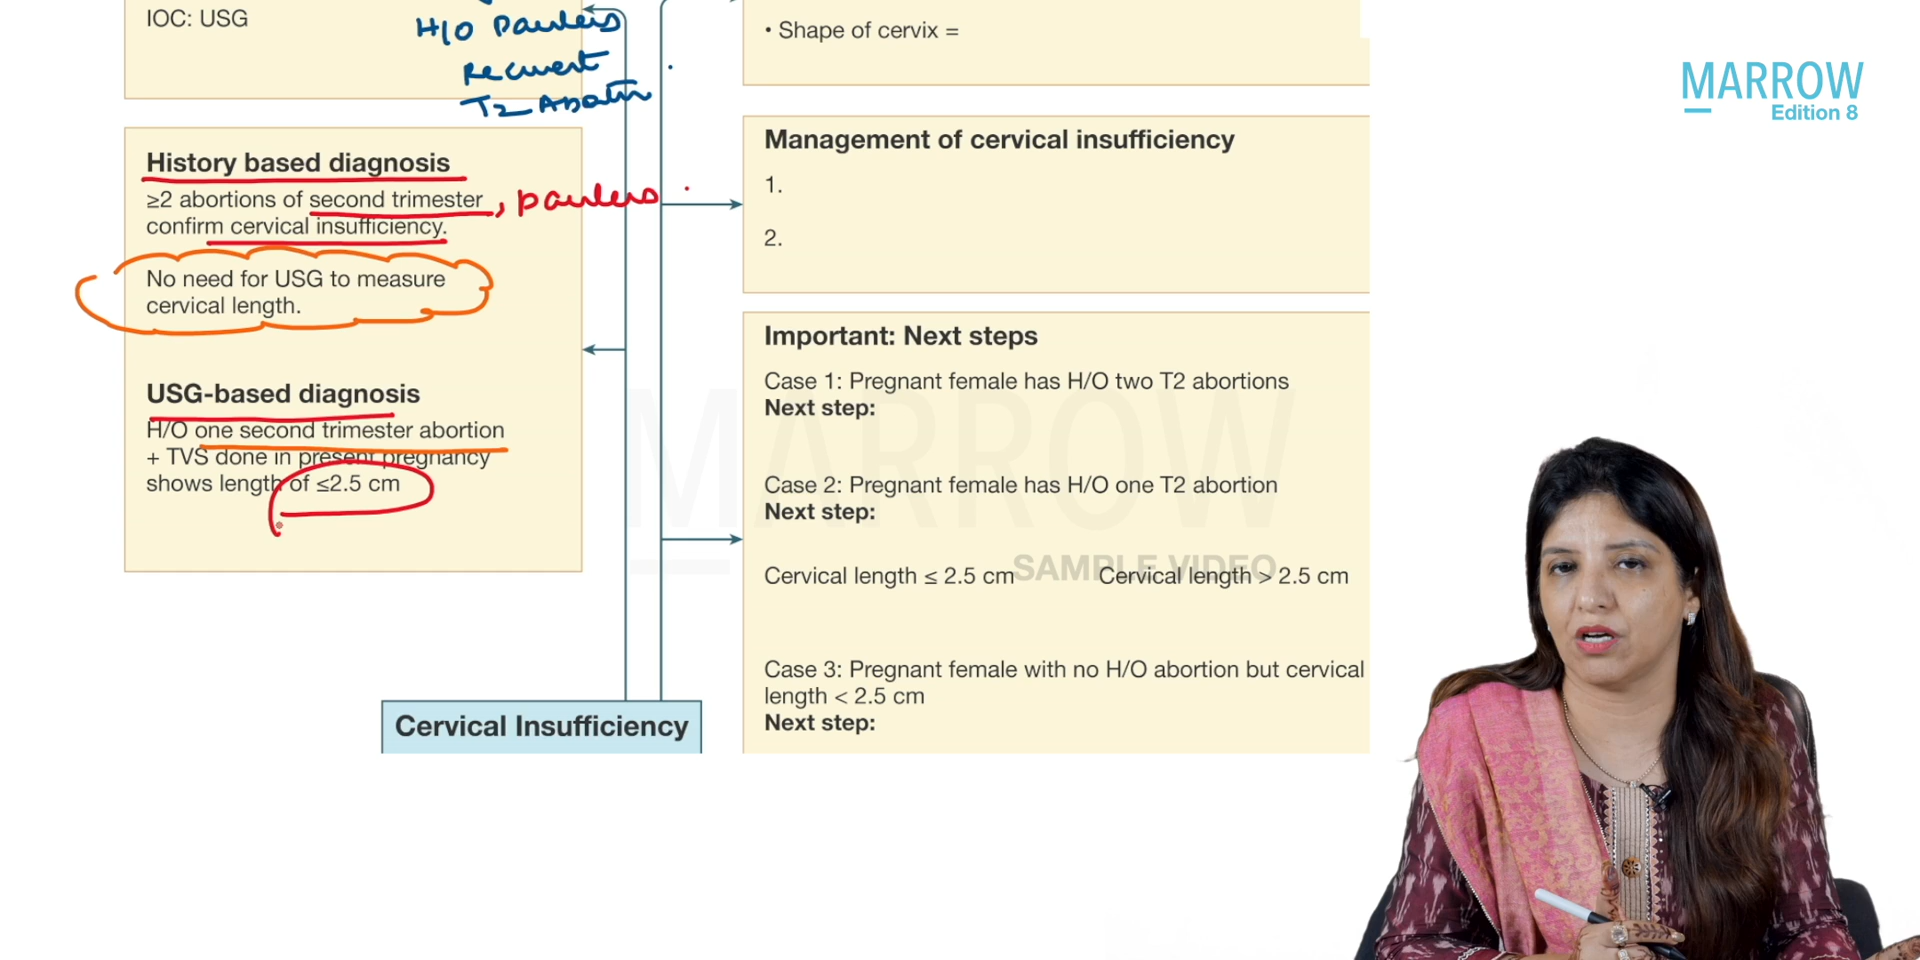 IOC: USG
H/O Painless
Recurrent
T2 Abortion
History based diagnosis
≥2 abortions of second trimester, painless
confirm cervical insufficiency.
No need for USG to measure
cervical length.
USG-based diagnosis
H/O one second trimester abortion
+ TVS done in present pregnancy
shows length of ≤2.5 cm
Cervical Insufficiency
• Shape of cervix =
Management of cervical insufficiency
1.
2.
Important: Next steps
Case 1: Pregnant female has H/O two T2 abortions
Next step:
Case 2: Pregnant female has H/O one T2 abortion
Next step:
Cervical length ≤ 2.5 cm Cervical length > 2.5 cm
Case 3: Pregnant female with no H/O abortion but cervical
length < 2.5 cm
Next step:
MARROW
SAMPLE VIDEO
MARROW
Edition 8